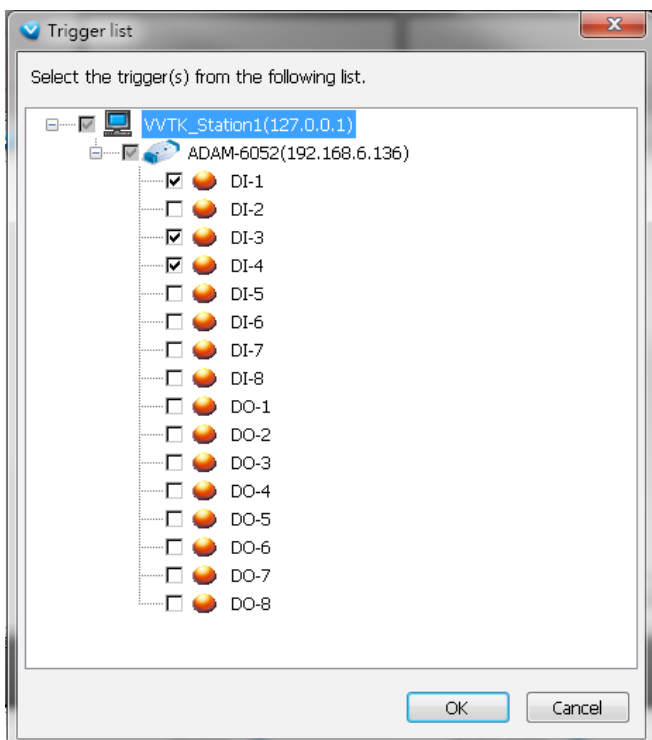 Trigger list
Select the trigger(s) from the following list.
VVTK_Station1(127.0.0.1)
ADAM-6052(192.168.6.136)
DI-1
DI-2
DI-3
DI-4
DI-5
DI-6
DI-7
DI-8
DO-1
DO-2
DO-3
DO-4
DO-5
DO-6
DO-7
DO-8
OK Cancel